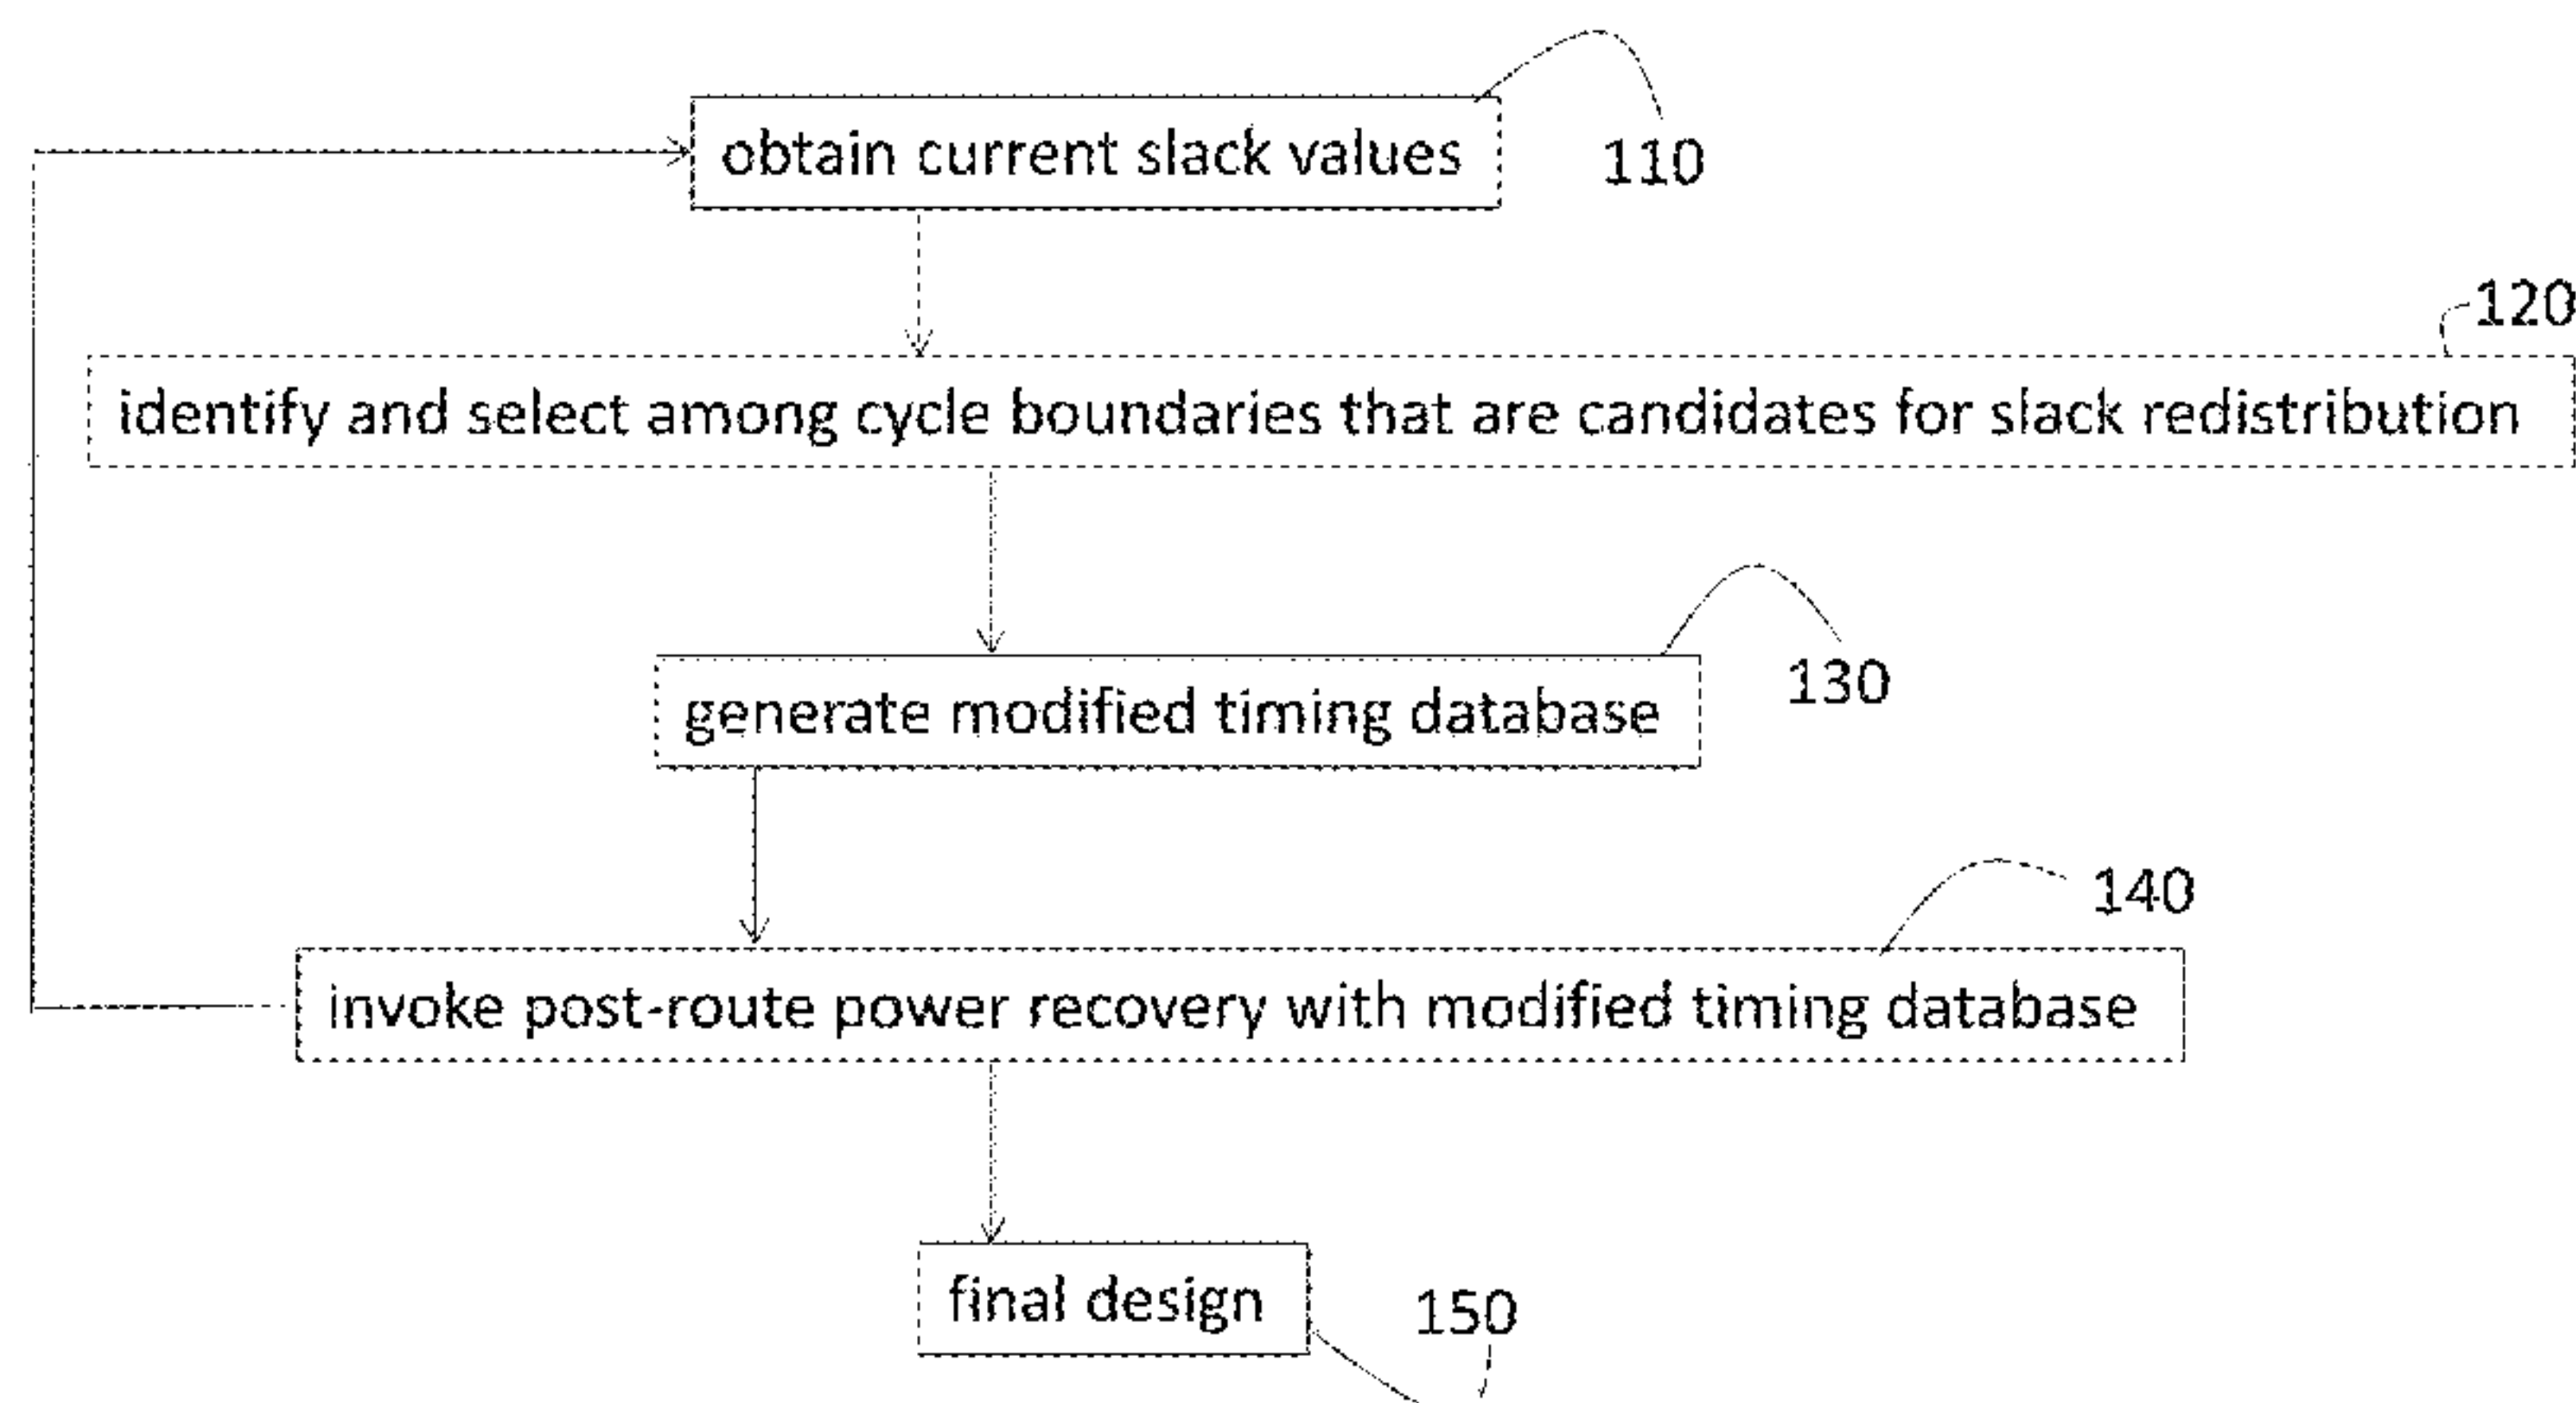 obtain current slack values
110
120
identify and select among cycle boundaries that are candidates for slack redistribution
130
generate modified timing database
140
invoke post-route power recovery with modified timing database
final design
150